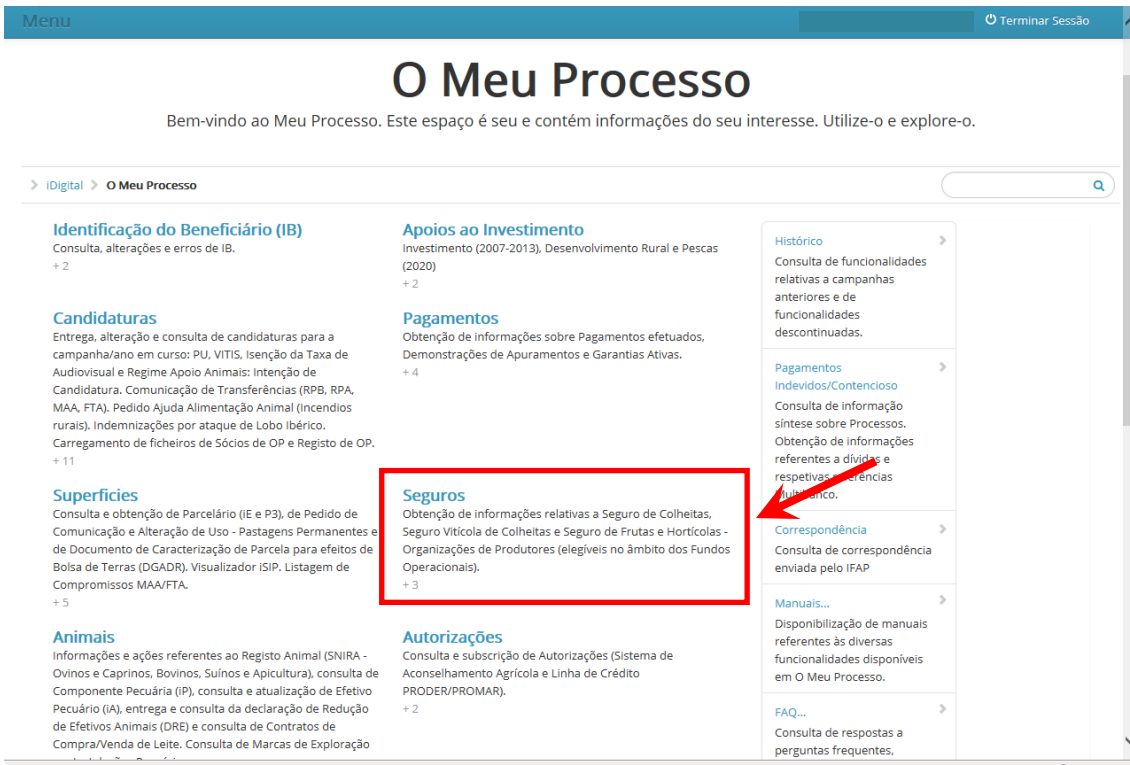 Menu
Terminar Sessão
O Meu Processo
Bem-vindo ao Meu Processo. Este espaço é seu e contém informações do seu interesse. Utilize-o e explore-o.
iDigital
O Meu Processo
Identificação do Beneficiário (IB)
Consulta, alterações e erros de IB.
+ 2
Candidaturas
Entrega, alteração e consulta de candidaturas para a
campanha/ano em curso: PU, VITIS, Isenção da Taxa de
Audiovisual e Regime Apoio Animais: Intenção de
Candidatura. Comunicação de Transferências (RPB, RPA,
MAA, FTA). Pedido Ajuda Alimentação Animal (Incendios
rurais). Indemnizações por ataque de Lobo Ibérico.
Carregamento de ficheiros de Sócios de OP e Registo de OP.
+ 11
Superficies
Consulta e obtenção de Parcelário (iE e P3), de Pedido de
Comunicação e Alteração de Uso - Pastagens Permanentes e
de Documento de Caracterização de Parcela para efeitos de
Bolsa de Terras (DGADR). Visualizador iSIP. Listagem de
Compromissos MAA/FTA.
+ 5
Animais
Informações e ações referentes ao Registo Animal (SNIRA -
Ovinos e Caprinos, Bovinos, Suínos e Apicultura), consulta de
Componente Pecuária (iP), consulta e atualização de Efetivo
Pecuário (iA), entrega e consulta da declaração de Redução
de Efetivos Animais (DRE) e consulta de Contratos de
Compra/Venda de Leite. Consulta de Marcas de Exploração
Apoios ao Investimento
Investimento (2007-2013), Desenvolvimento Rural e Pescas
(2020)
+ 2
Pagamentos
Obtenção de informações sobre Pagamentos efetuados,
Demonstrações de Apuramentos e Garantias Ativas.
+ 4
Seguros
Obtenção de informações relativas a Seguro de Colheitas,
Seguro Vitícola de Colheitas e Seguro de Frutas e Hortícolas -
Organizações de Produtores (elegíveis no âmbito dos Fundos
Operacionais).
+ 3
Autorizações
Consulta e subscrição de Autorizações (Sistema de
Aconselhamento Agrícola e Linha de Crédito
PRODER/PROMAR).
+ 2
Histórico
Consulta de funcionalidades
relativas a campanhas
anteriores e de
funcionalidades
descontinuadas.
Pagamentos
Indevidos/Contencioso
Consulta de informação
síntese sobre Processos.
Obtenção de informações
referentes a dívidas e
respetivas referências
Multibanco.
Correspondência
Consulta de correspondência
enviada pelo IFAP
Manuais...
Disponibilização de manuais
referentes às diversas
funcionalidades disponíveis
em O Meu Processo.
FAQ...
Consulta de respostas a
perguntas frequentes,